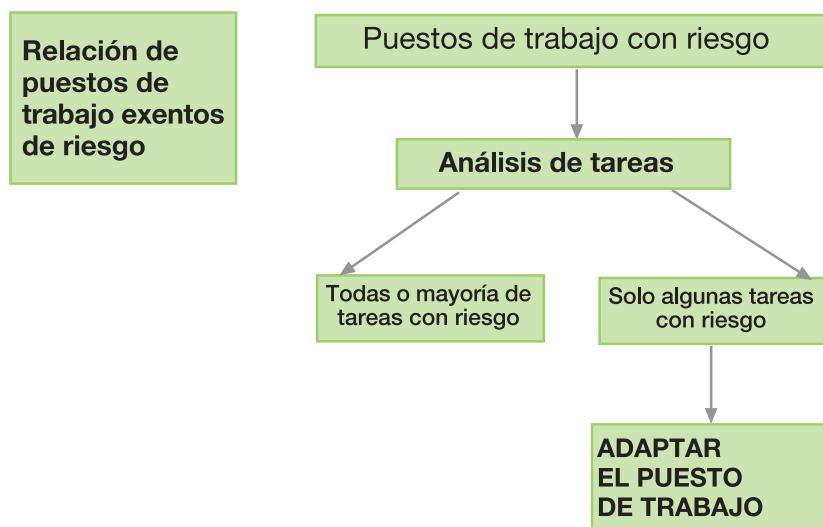 Relación de
puestos de
trabajo exentos
de riesgo
Puestos de trabajo con riesgo
Análisis de tareas
Todas o mayoría de
tareas con riesgo
Solo algunas tareas
con riesgo
ADAPTAR
EL PUESTO
DE TRABAJO